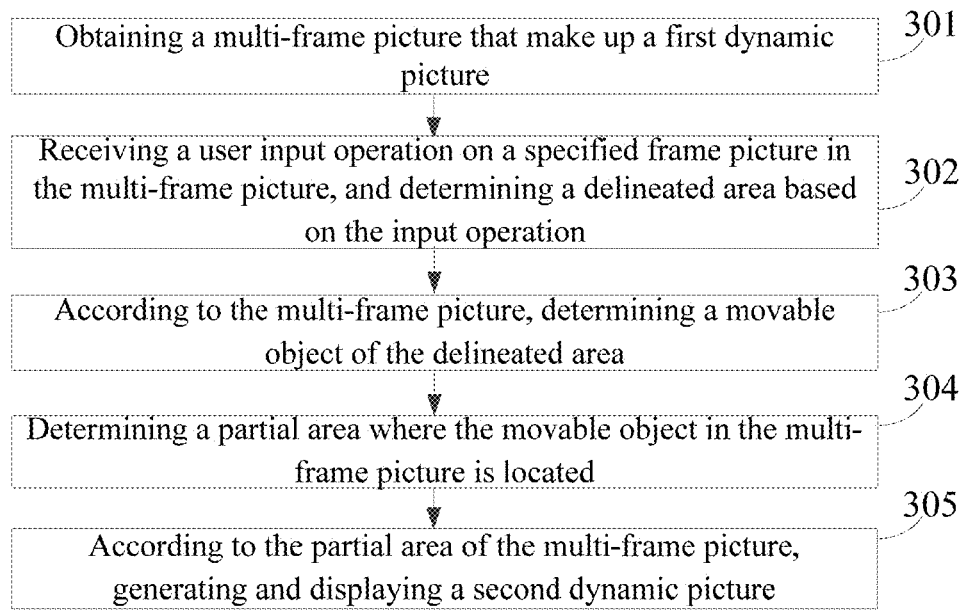 Obtaining a multi-frame picture that make up a first dynamic
picture
301
Receiving a user input operation on a specified frame picture in
the multi-frame picture, and determining a delineated area based
on the input operation
302
According to the multi-frame picture, determining a movable
object of the delineated area
303
Determining a partial area where the movable object in the multi-
frame picture is located
304
According to the partial area of the multi-frame picture,
generating and displaying a second dynamic picture
305